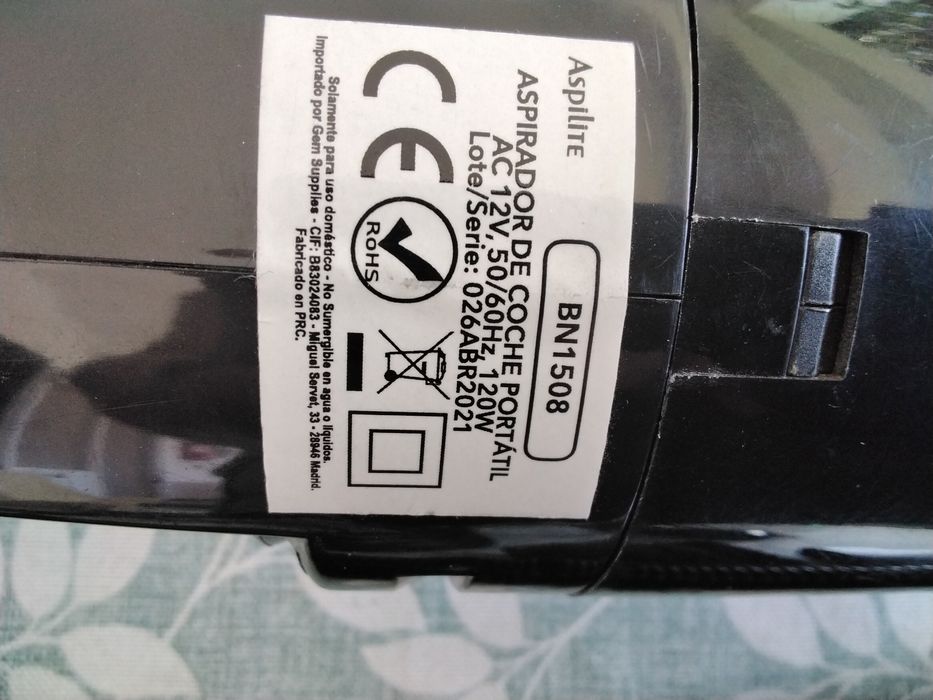 Aspilite
BN1508
ASPIRADOR DE COCHE PORTÁTIL
AC 12V, 50/60Hz, 120W
Lote/Serie: 026ABR2021
CE
RoHS
Solamente para uso doméstico - No Sumergible en agua o líquidos.
Importado por Gem Supplies - CIF: B83024083 - Miguel Servet, 33 - 28946 Madrid.
Fabricado en PRC.